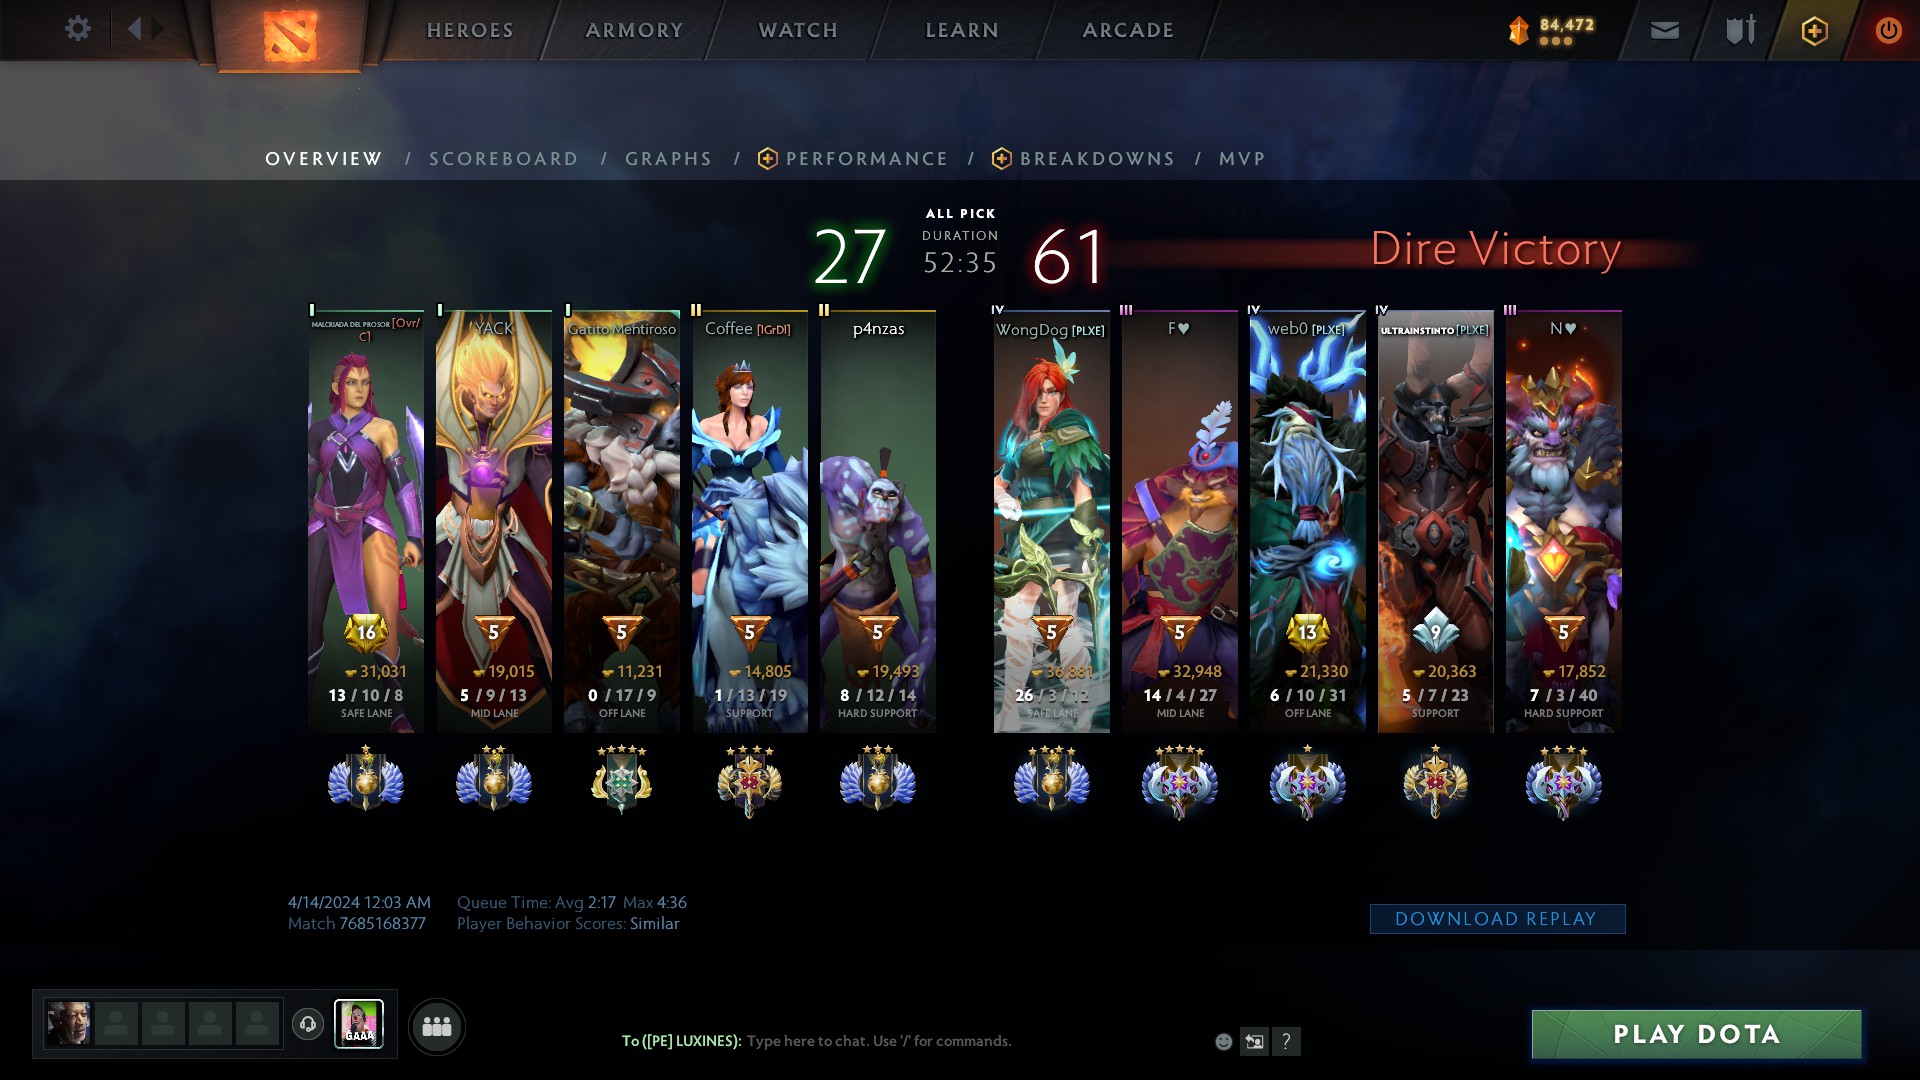 HEROES ARMORY WATCH LEARN ARCADE 84,472
OVERVIEW / SCOREBOARD / GRAPHS / PERFORMANCE / BREAKDOWNS / MVP
ALL PICK
27 DURATION 61 Dire Victory
52:35
I I I II II IV III IV IV III
MALCRIADA DEL PROSOR [Ovr/ YACK Gatito Mentiroso Coffee [IGrD!] p4nzas WongDog [PLXE] F♥ web0 [PLXE] ULTRAINSTINTO [PLXE] N♥
C]
16 5 5 5 5 5 5 13 9 5
31,031 19,015 11,231 14,805 19,493 36,881 32,948 21,330 20,363 17,852
13 / 10 / 8 5 / 9 / 13 0 / 17 / 9 1 / 13 / 19 8 / 12 / 14 26 / 3 / 12 14 / 4 / 27 6 / 10 / 31 5 / 7 / 23 7 / 3 / 40
SAFE LANE MID LANE OFF LANE SUPPORT HARD SUPPORT SAFE LANE MID LANE OFF LANE SUPPORT HARD SUPPORT
4/14/2024 12:03 AM Queue Time: Avg 2:17 Max 4:36
Match 7685168377 Player Behavior Scores: Similar
DOWNLOAD REPLAY
GAAA
To ([PE] LUXINES): Type here to chat. Use '/' for commands. ?
PLAY DOTA